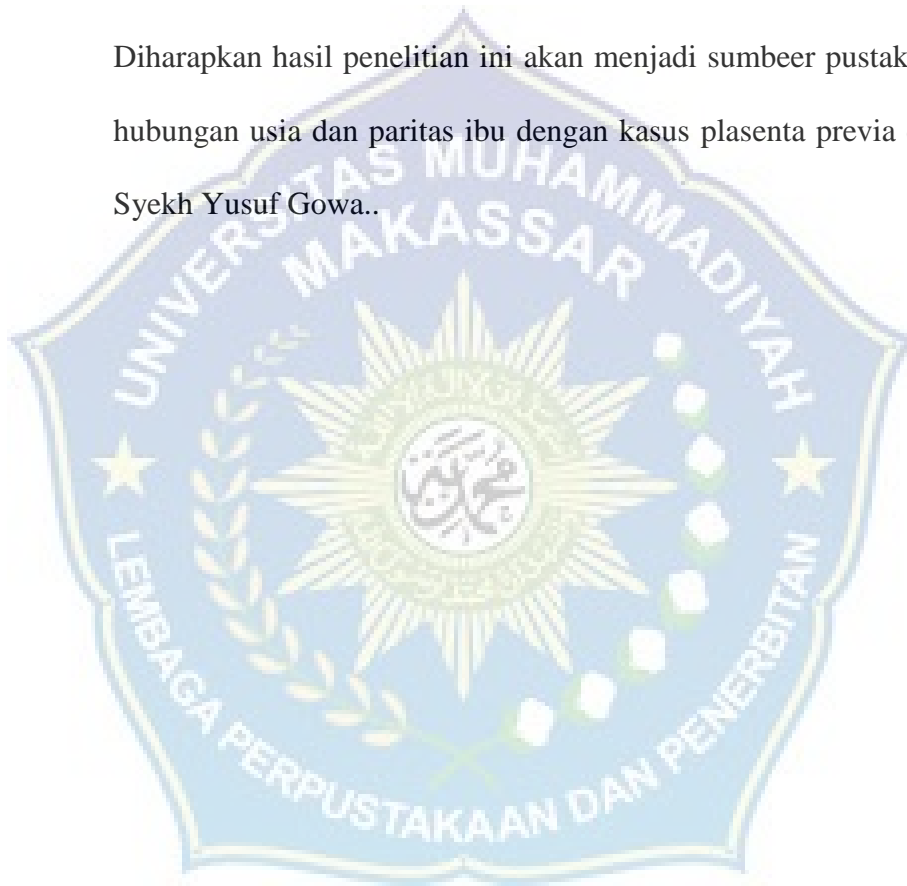 Diharapkan hasil penelitian ini akan menjadi sumbeer pustak
hubungan usia dan paritas ibu dengan kasus plasenta previa
Syekh Yusuf Gowa..
UNIVERSITAS MUHAMMADIYAH
MAKASSAR
LEMBAGA PERPUSTAKAAN DAN PENERBITAN